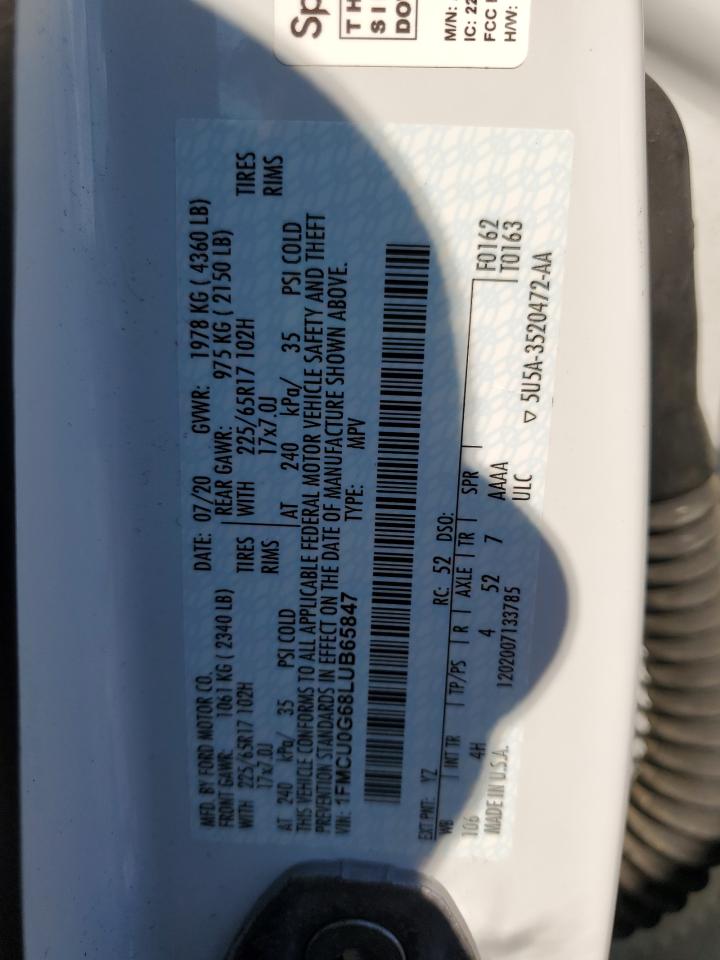 Sp
TH
SI
DO
M/N:
IC: 22
FCC
H/W:
MFD. BY FORD MOTOR CO.
DATE: 07/20 GVWR: 1978 KG ( 4360 LB)
FRONT GAWR: 1061 KG ( 2340 LB) REAR GAWR: 975 KG ( 2150 LB)
WITH 225/65R17 102H TIRES WITH 225/65R17 102H TIRES
17x7.0J RIMS 17x7.0J RIMS
AT 240 kPa/ 35 PSI COLD AT 240 kPa/ 35 PSI COLD
THIS VEHICLE CONFORMS TO ALL APPLICABLE FEDERAL MOTOR VEHICLE SAFETY AND THEFT
PREVENTION STANDARDS IN EFFECT ON THE DATE OF MANUFACTURE SHOWN ABOVE.
VIN: 1FMCU0G68LUB65847 TYPE: MPV
EXT PNT: YZ RC: 52 DSO: F0162
WB INT TR TP/PS R AXLE TR SPR T0163
106 4H 4 52 7 AAAA
MADE IN U.S.A. 1202007133785 ULC
▽ 5U5A-3520472-AA